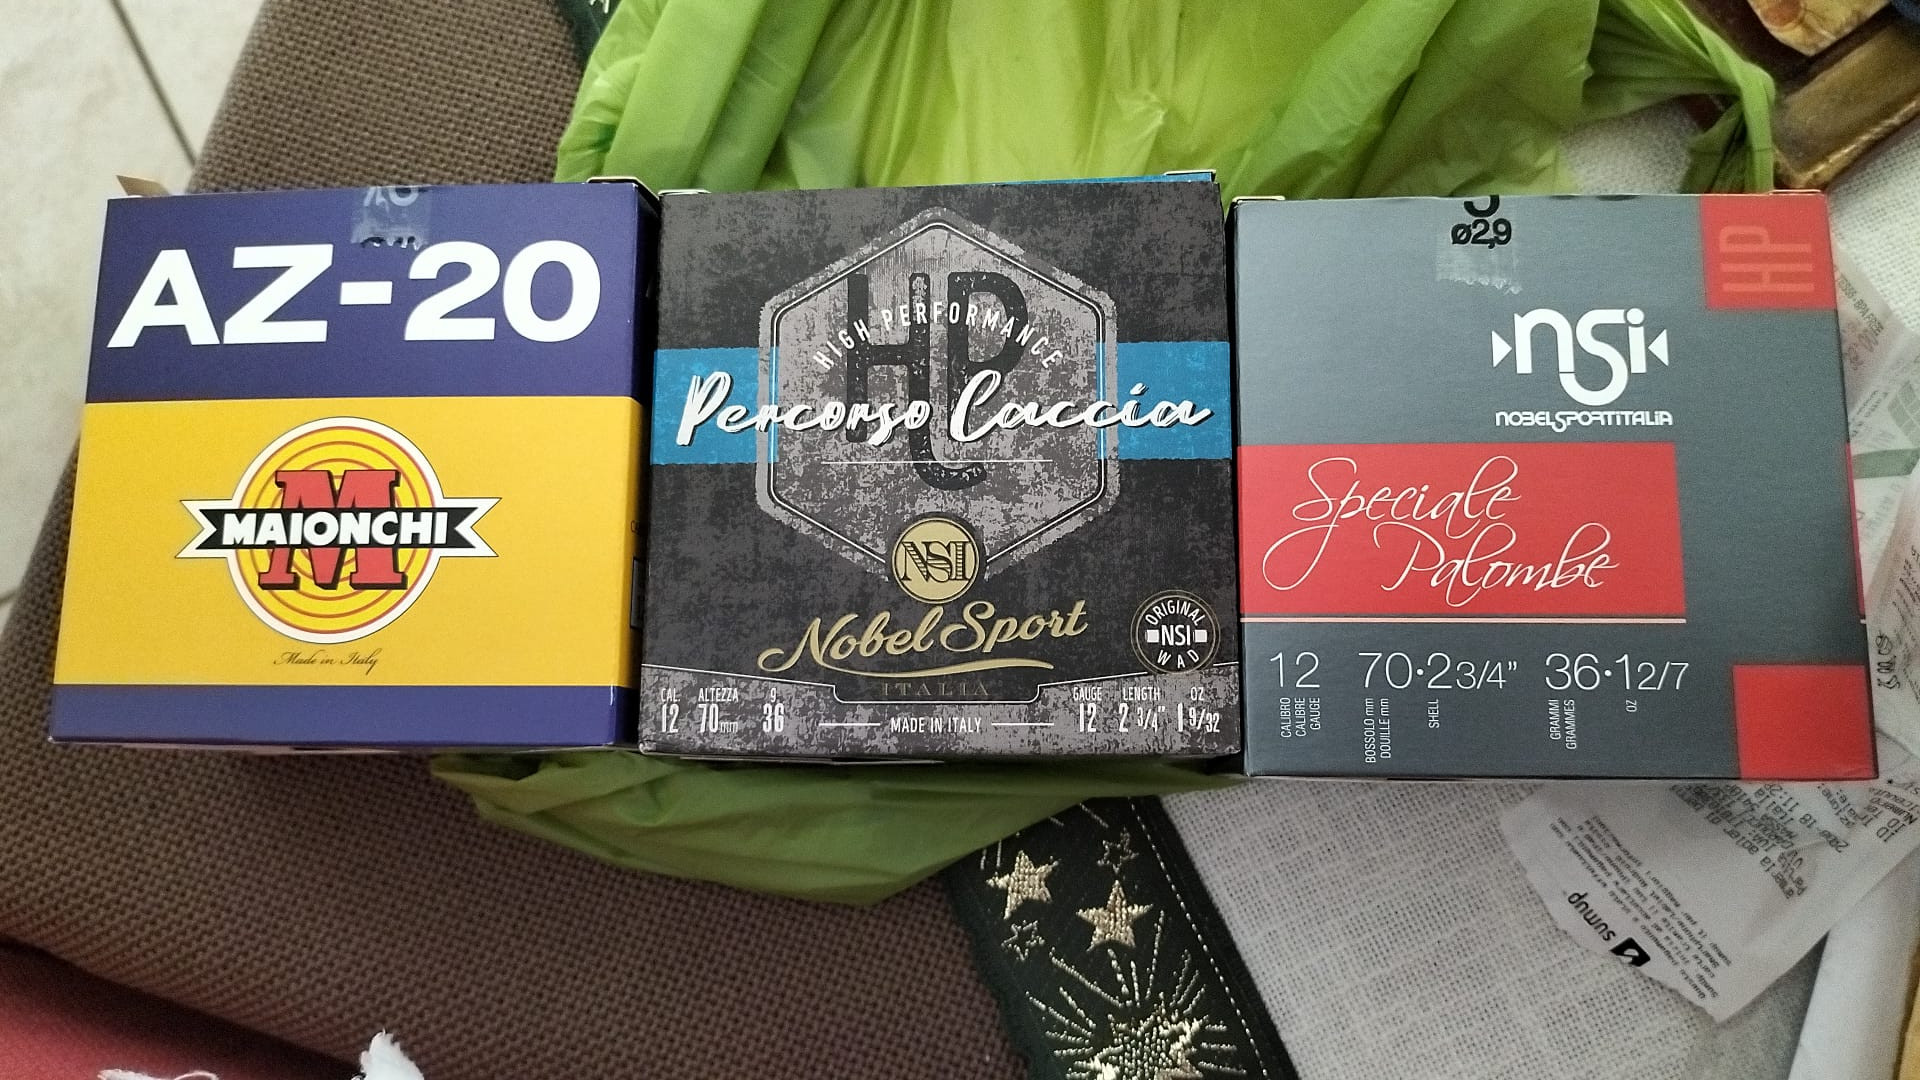 AZ-20
M
MAIONCHI
Made in Italy
HP
HIGH PERFORMANCE
Percorso Caccia
NSI
Nobel Sport
ITALIA
ORIGINAL
NSI
WAD
CAL. ALTEZZA g
12 70mm 36
MADE IN ITALY
GAUGE LENGTH OZ
12 2 3/4" 1 9/32
ø2,9
HP
nsi
NOBELSPORTITALIA
Speciale
Palombe
12 70•2 3/4" 36•1 2/7
CALIBRO
CALIBRE
GAUGE
BOSSOLO mm
DOUILLE mm
SHELL
GRAMMI
GRAMMES
OZ
sumup